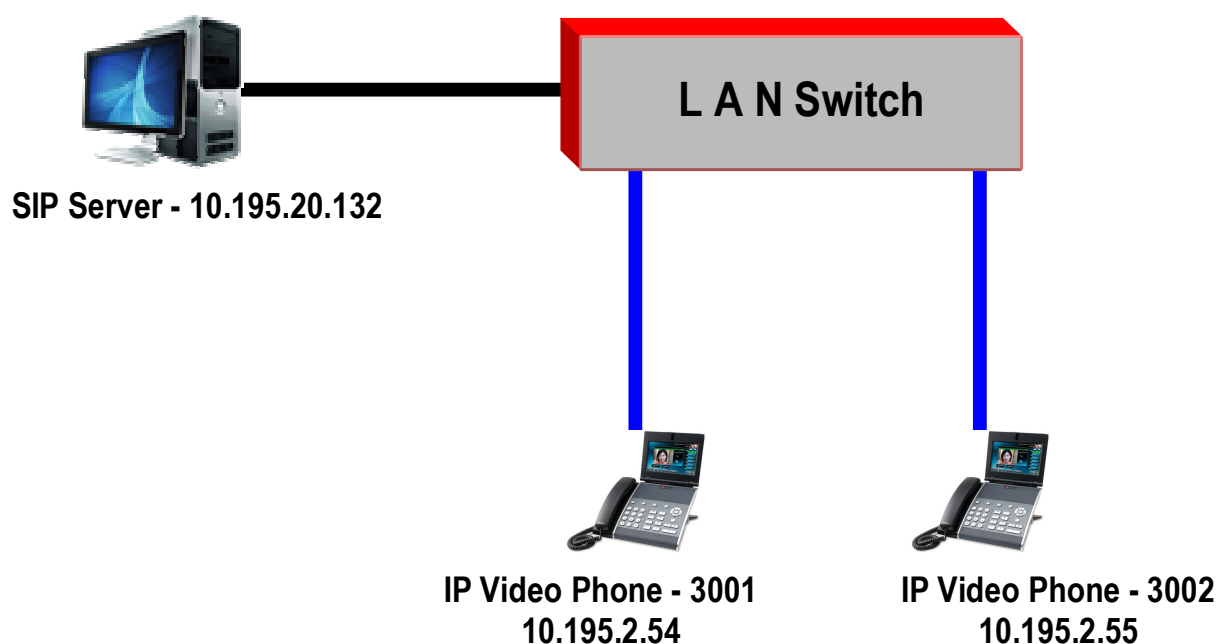 L A N Switch
SIP Server - 10.195.20.132
IP Video Phone - 3001
10.195.2.54
IP Video Phone - 3002
10.195.2.55